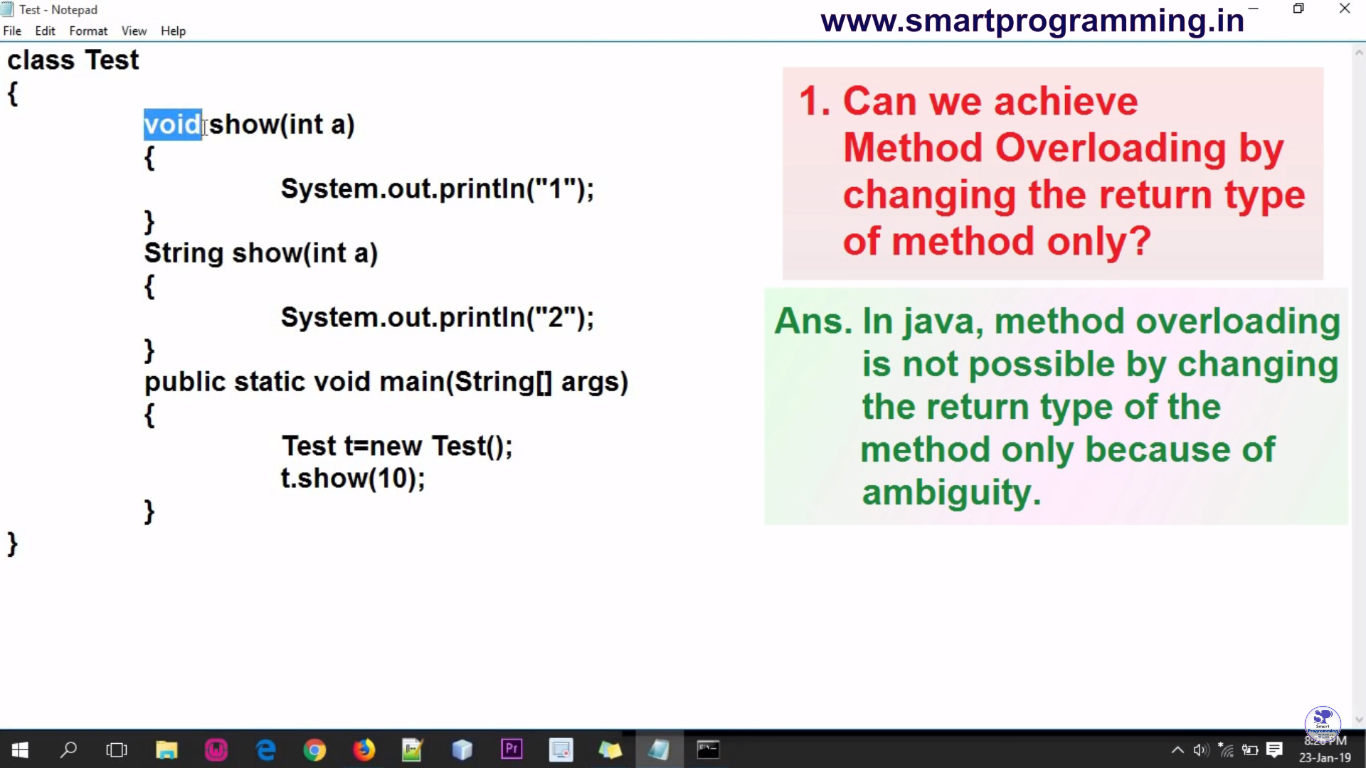 Test - Notepad
www.smartprogramming.in
File Edit Format View Help
class Test
{
void show(int a)
{
System.out.println("1");
}
String show(int a)
{
System.out.println("2");
}
public static void main(String[] args)
{
Test t=new Test();
t.show(10);
}
}
1. Can we achieve
Method Overloading by
changing the return type
of method only?
Ans. In java, method overloading
is not possible by changing
the return type of the
method only because of
ambiguity.
Pr
Smart
8:26 PM
23-Jan-19